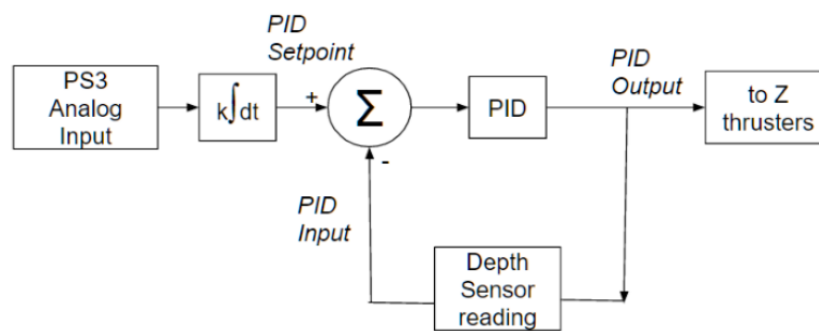 PID
Setpoint
PS3
Analog
Input
k∫dt
+
Σ
-
PID
PID
Output
to Z
thrusters
PID
Input
Depth
Sensor
reading